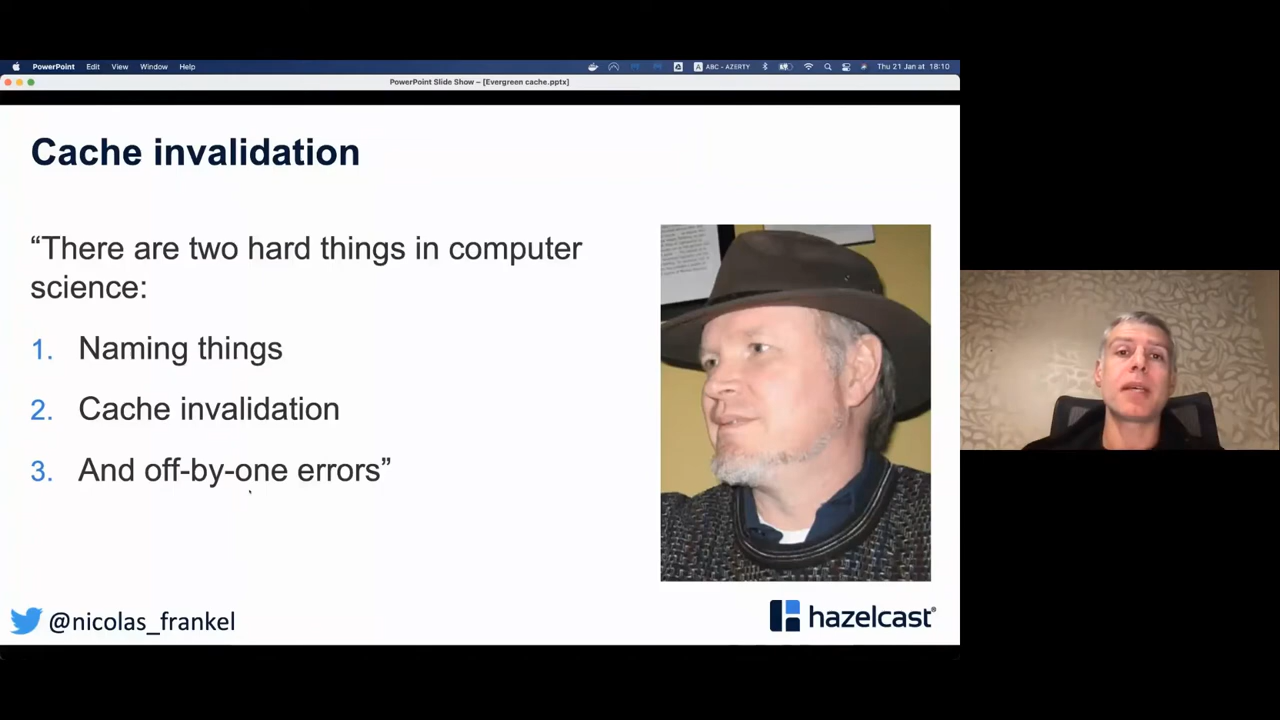 PowerPoint Edit View Window Help ABC - AZERTY Thu 21 Jan at 18:10
PowerPoint Slide Show – [Evergreen cache.pptx]
Cache invalidation
“There are two hard things in computer
science:
1. Naming things
2. Cache invalidation
3. And off-by-one errors”
@nicolas_frankel
hazelcast®